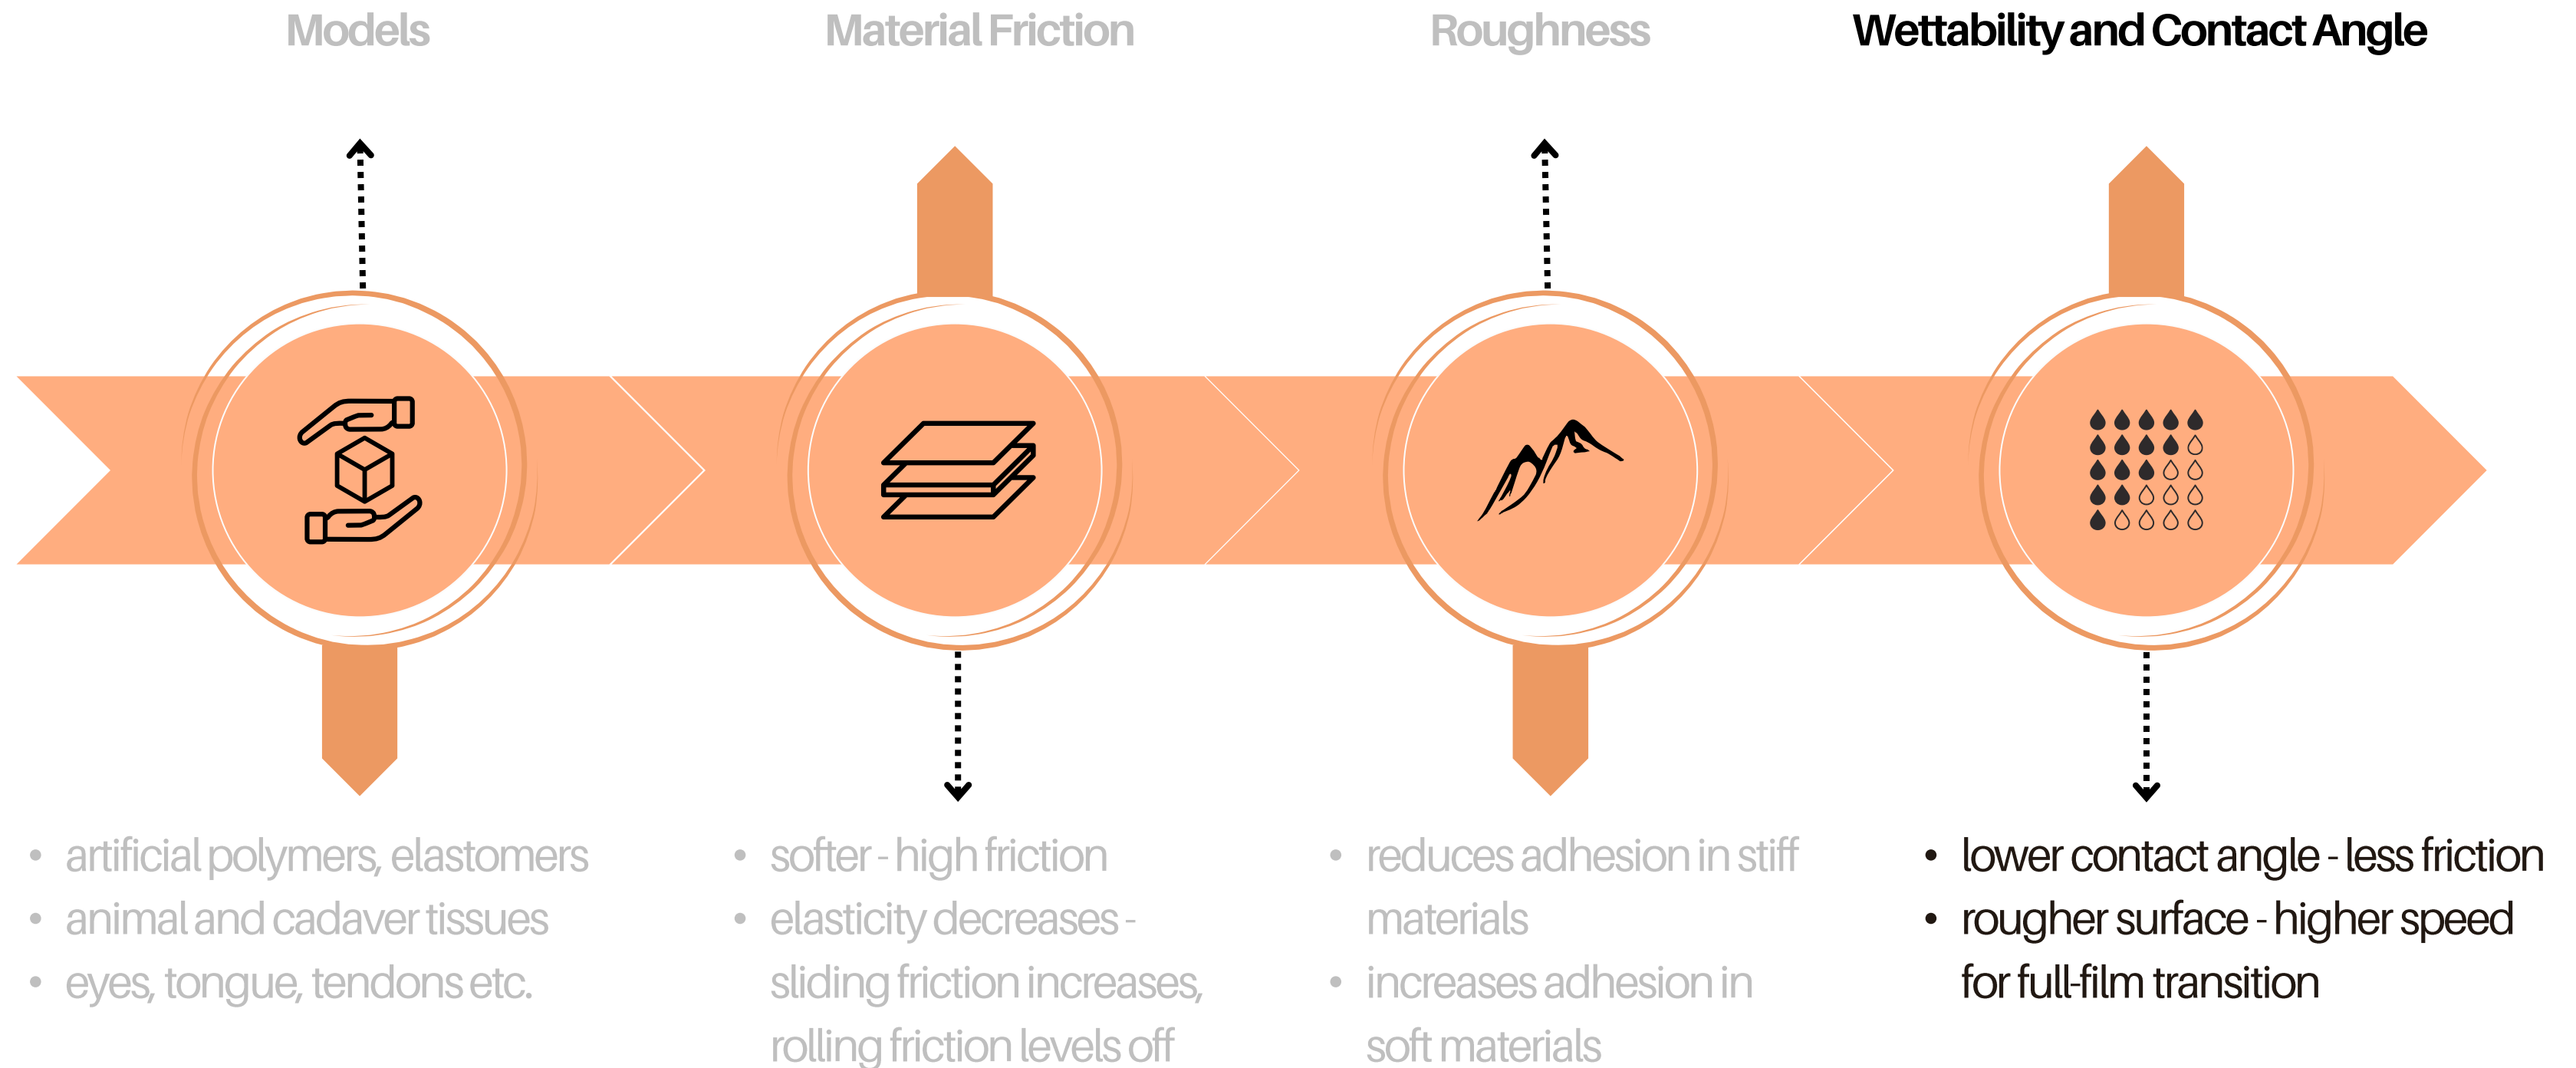 Models
Material Friction
Roughness
Wettability and Contact Angle
• artificial polymers, elastomers
• animal and cadaver tissues
• eyes, tongue, tendons etc.
• softer - high friction
• elasticity decreases -
sliding friction increases,
rolling friction levels off
• reduces adhesion in stiff
materials
• increases adhesion in
soft materials
• lower contact angle - less friction
• rougher surface - higher speed
for full-film transition